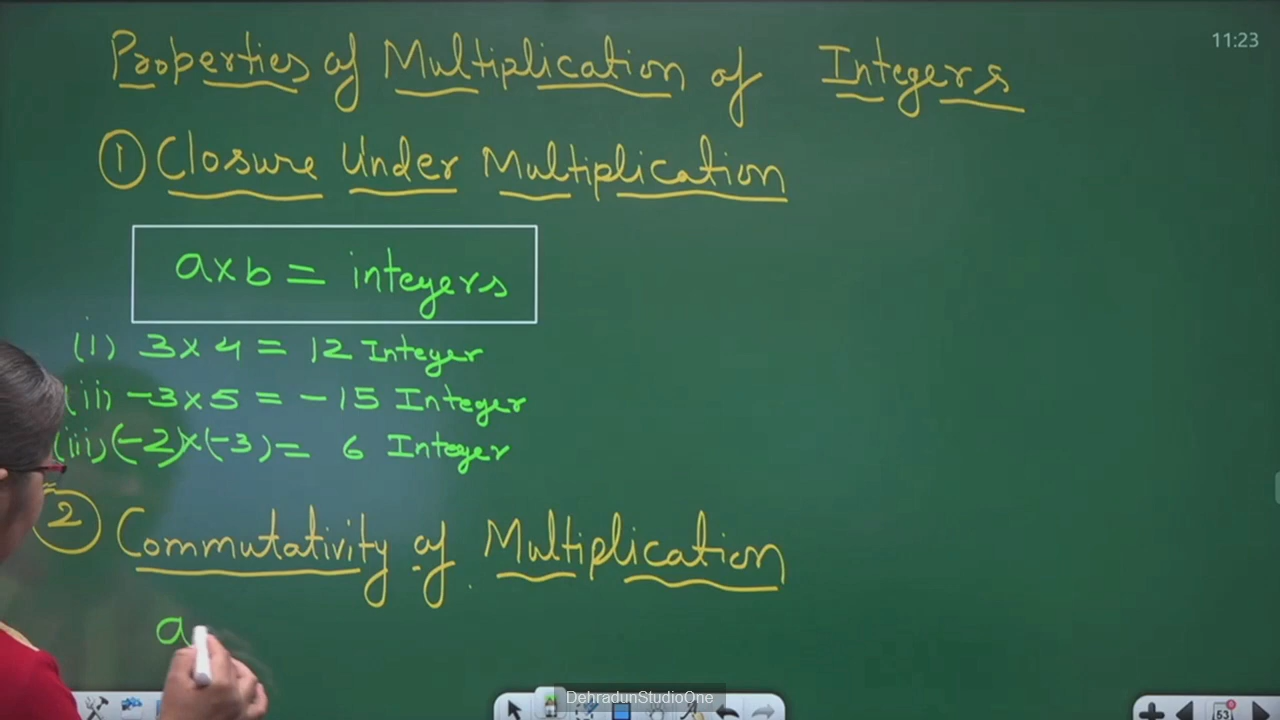 11:23
Properties of Multiplication of Integers
① Closure Under Multiplication
a×b = integers
(i) 3×4 = 12 Integer
(ii) -3×5 = -15 Integer
(iii) (-2)×(-3) = 6 Integer
② Commutativity of Multiplication
a
DehradunStudioOne
53